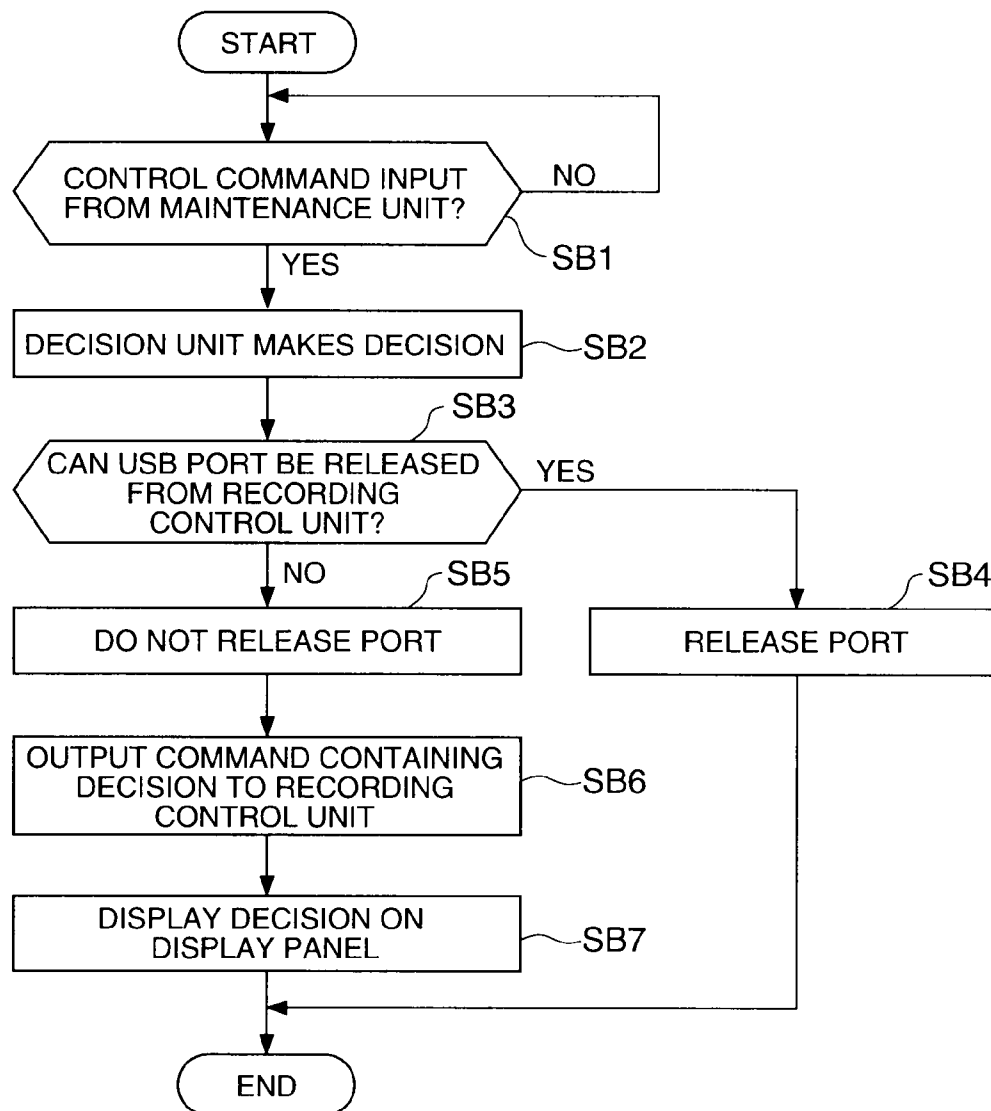 START
CONTROL COMMAND INPUT
FROM MAINTENANCE UNIT?
NO
SB1
YES
DECISION UNIT MAKES DECISION
SB2
SB3
CAN USB PORT BE RELEASED
FROM RECORDING
CONTROL UNIT?
YES
NO
SB5
SB4
DO NOT RELEASE PORT
RELEASE PORT
OUTPUT COMMAND CONTAINING
DECISION TO RECORDING
CONTROL UNIT
SB6
DISPLAY DECISION ON
DISPLAY PANEL
SB7
END